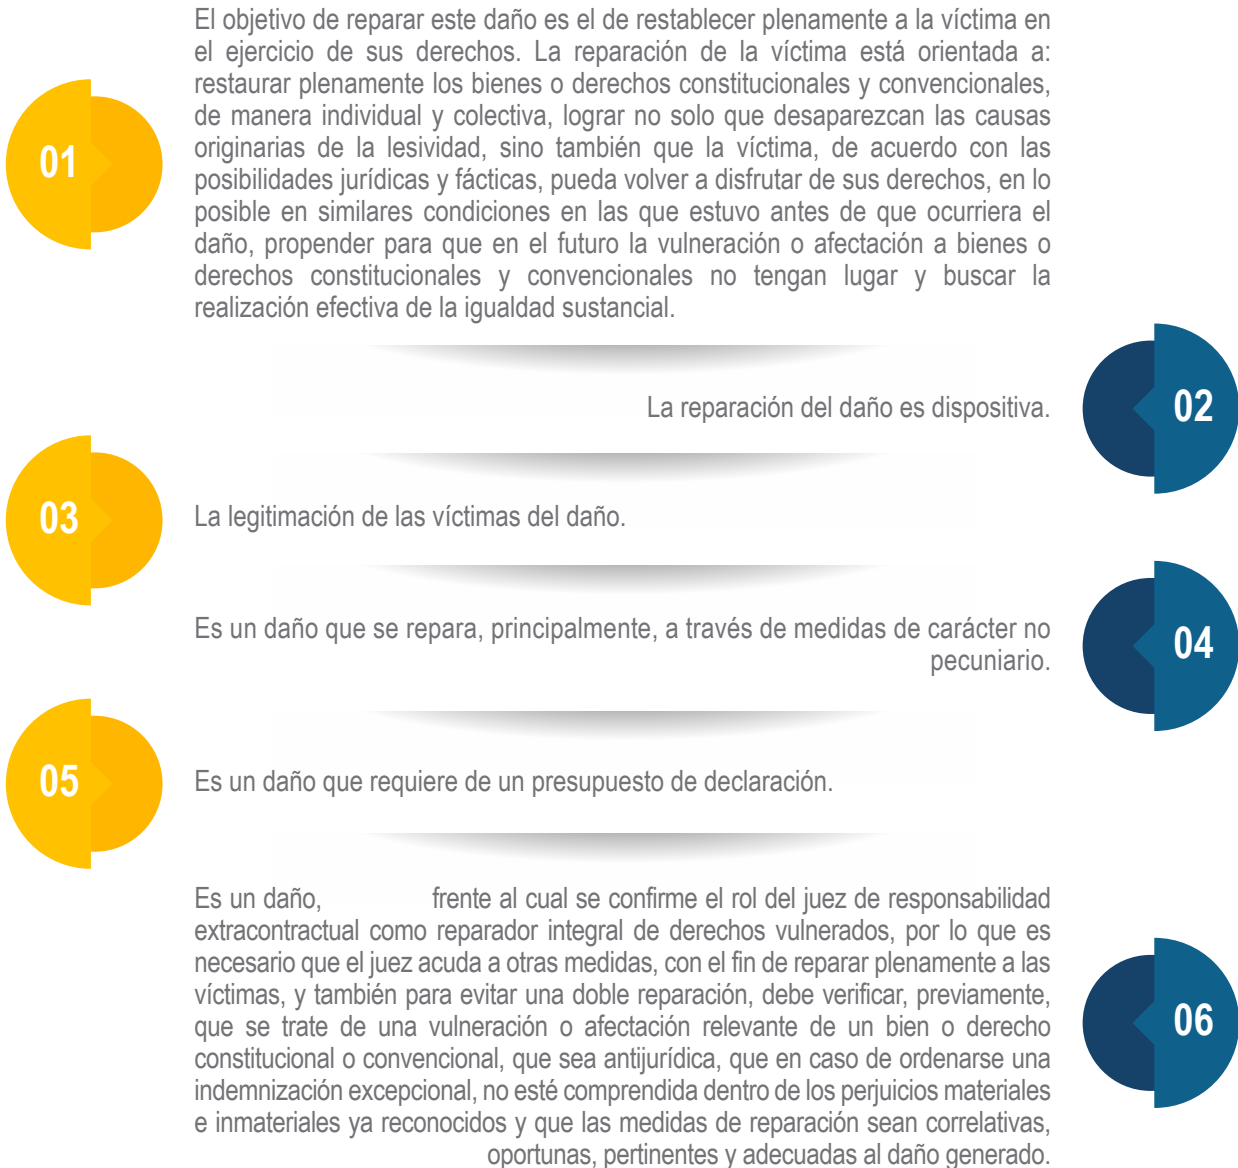 El objetivo de reparar este daño es el de restablecer plenamente a la víctima en
el ejercicio de sus derechos. La reparación de la víctima está orientada a:
restaurar plenamente los bienes o derechos constitucionales y convencionales,
de manera individual y colectiva, lograr no solo que desaparezcan las causas
01
originarias de la lesividad, sino también que la víctima, de acuerdo con las
posibilidades jurídicas y fácticas, pueda volver a disfrutar de sus derechos, en lo
posible en similares condiciones en las que estuvo antes de que ocurriera el
daño, propender para que en el futuro la vulneración o afectación a bienes o
derechos constitucionales y convencionales no tengan lugar y buscar la
realización efectiva de la igualdad sustancial.
02
La reparación del daño es dispositiva.
03
La legitimación de las víctimas del daño.
04
Es un daño que se repara, principalmente, a través de medidas de carácter no
pecuniario.
05
Es un daño que requiere de un presupuesto de declaración.
Es un daño, frente al cual se confirme el rol del juez de responsabilidad
extracontractual como reparador integral de derechos vulnerados, por lo que es
necesario que el juez acuda a otras medidas, con el fin de reparar plenamente a las
víctimas, y también para evitar una doble reparación, debe verificar, previamente,
06
que se trate de una vulneración o afectación relevante de un bien o derecho
constitucional o convencional, que sea antijurídica, que en caso de ordenarse una
indemnización excepcional, no esté comprendida dentro de los perjuicios materiales
e inmateriales ya reconocidos y que las medidas de reparación sean correlativas,
oportunas, pertinentes y adecuadas al daño generado.